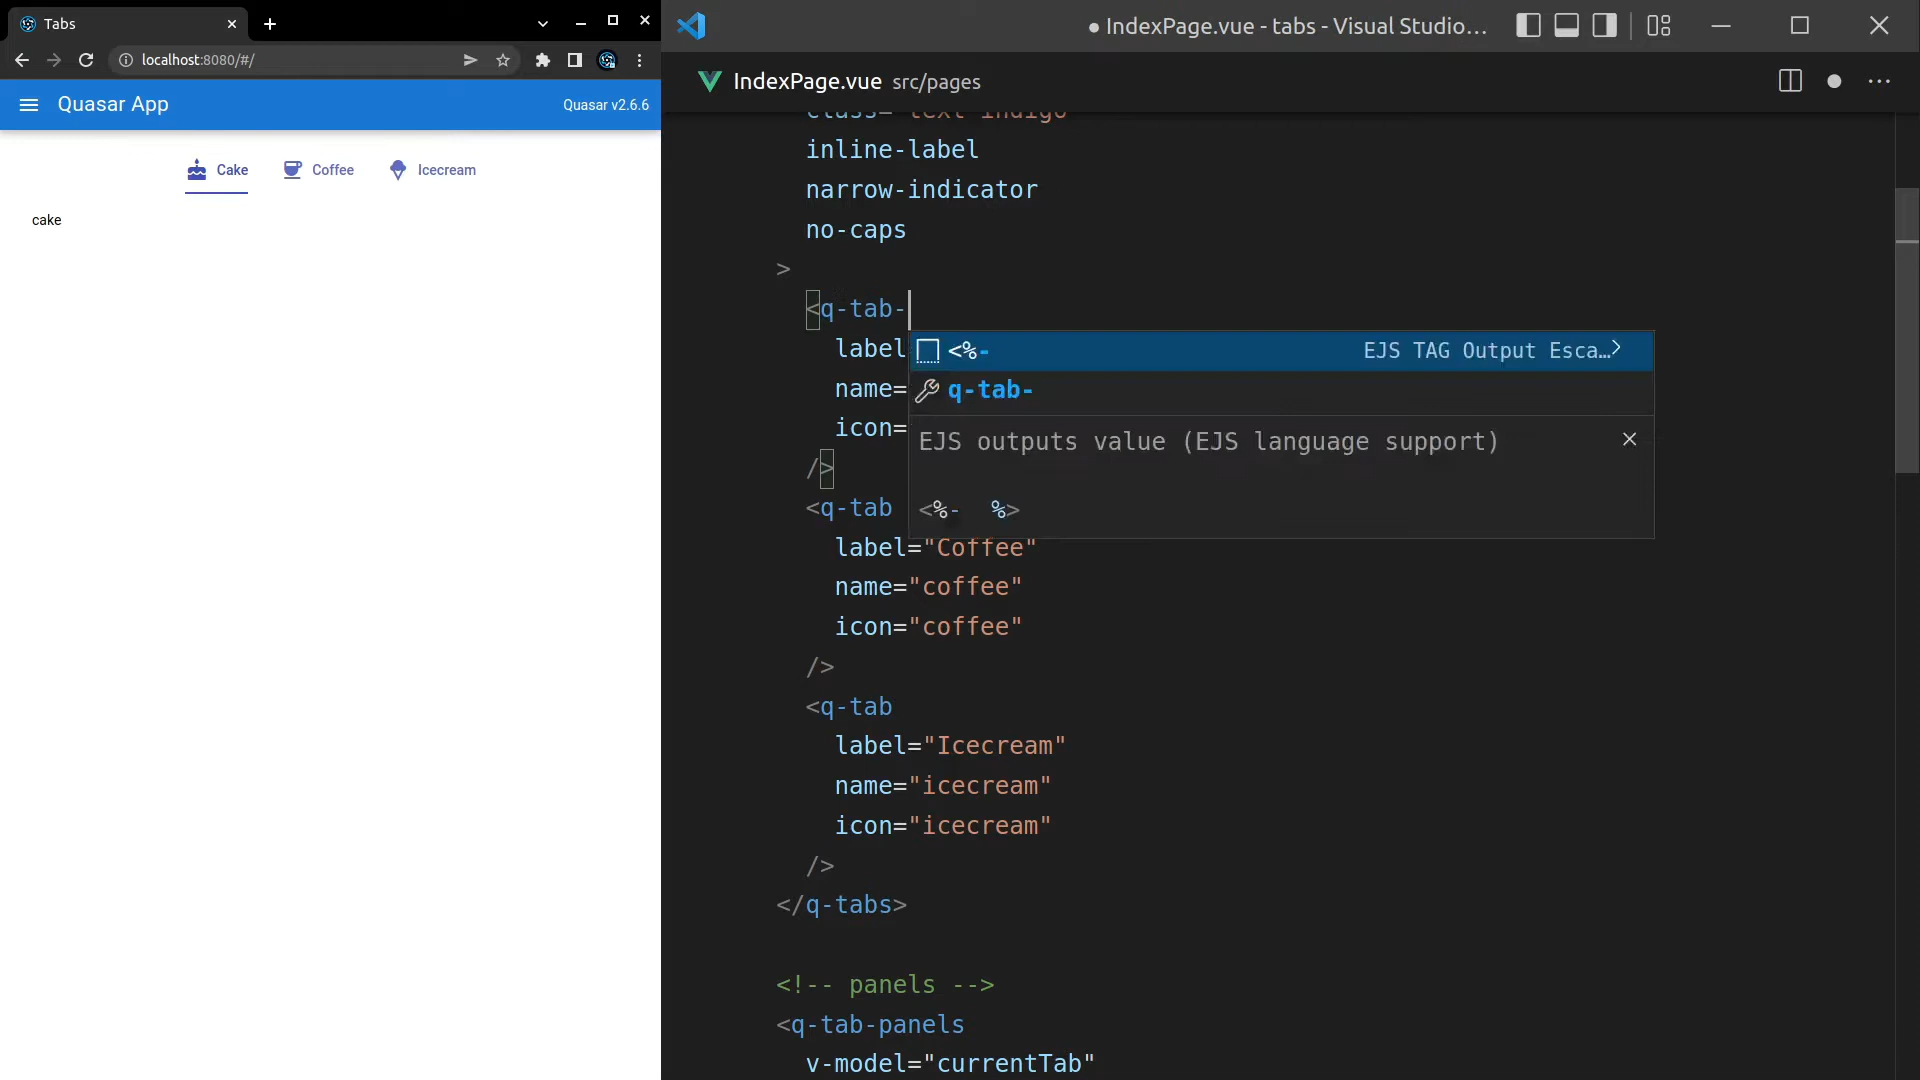 Tabs
localhost:8080/#/
Quasar App
Quasar v2.6.6
Cake
Coffee
Icecream
cake
● IndexPage.vue - tabs - Visual Studio…
IndexPage.vue src/pages
class="text-indigo
inline-label
narrow-indicator
no-caps
>
<q-tab-
label
<%- EJS TAG Output Esca…
name=
q-tab-
icon=
EJS outputs value (EJS language support)
/>
<q-tab
<%- %>
label="Coffee"
name="coffee"
icon="coffee"
/>
<q-tab
label="Icecream"
name="icecream"
icon="icecream"
/>
</q-tabs>
<!-- panels -->
<q-tab-panels
v-model="currentTab"